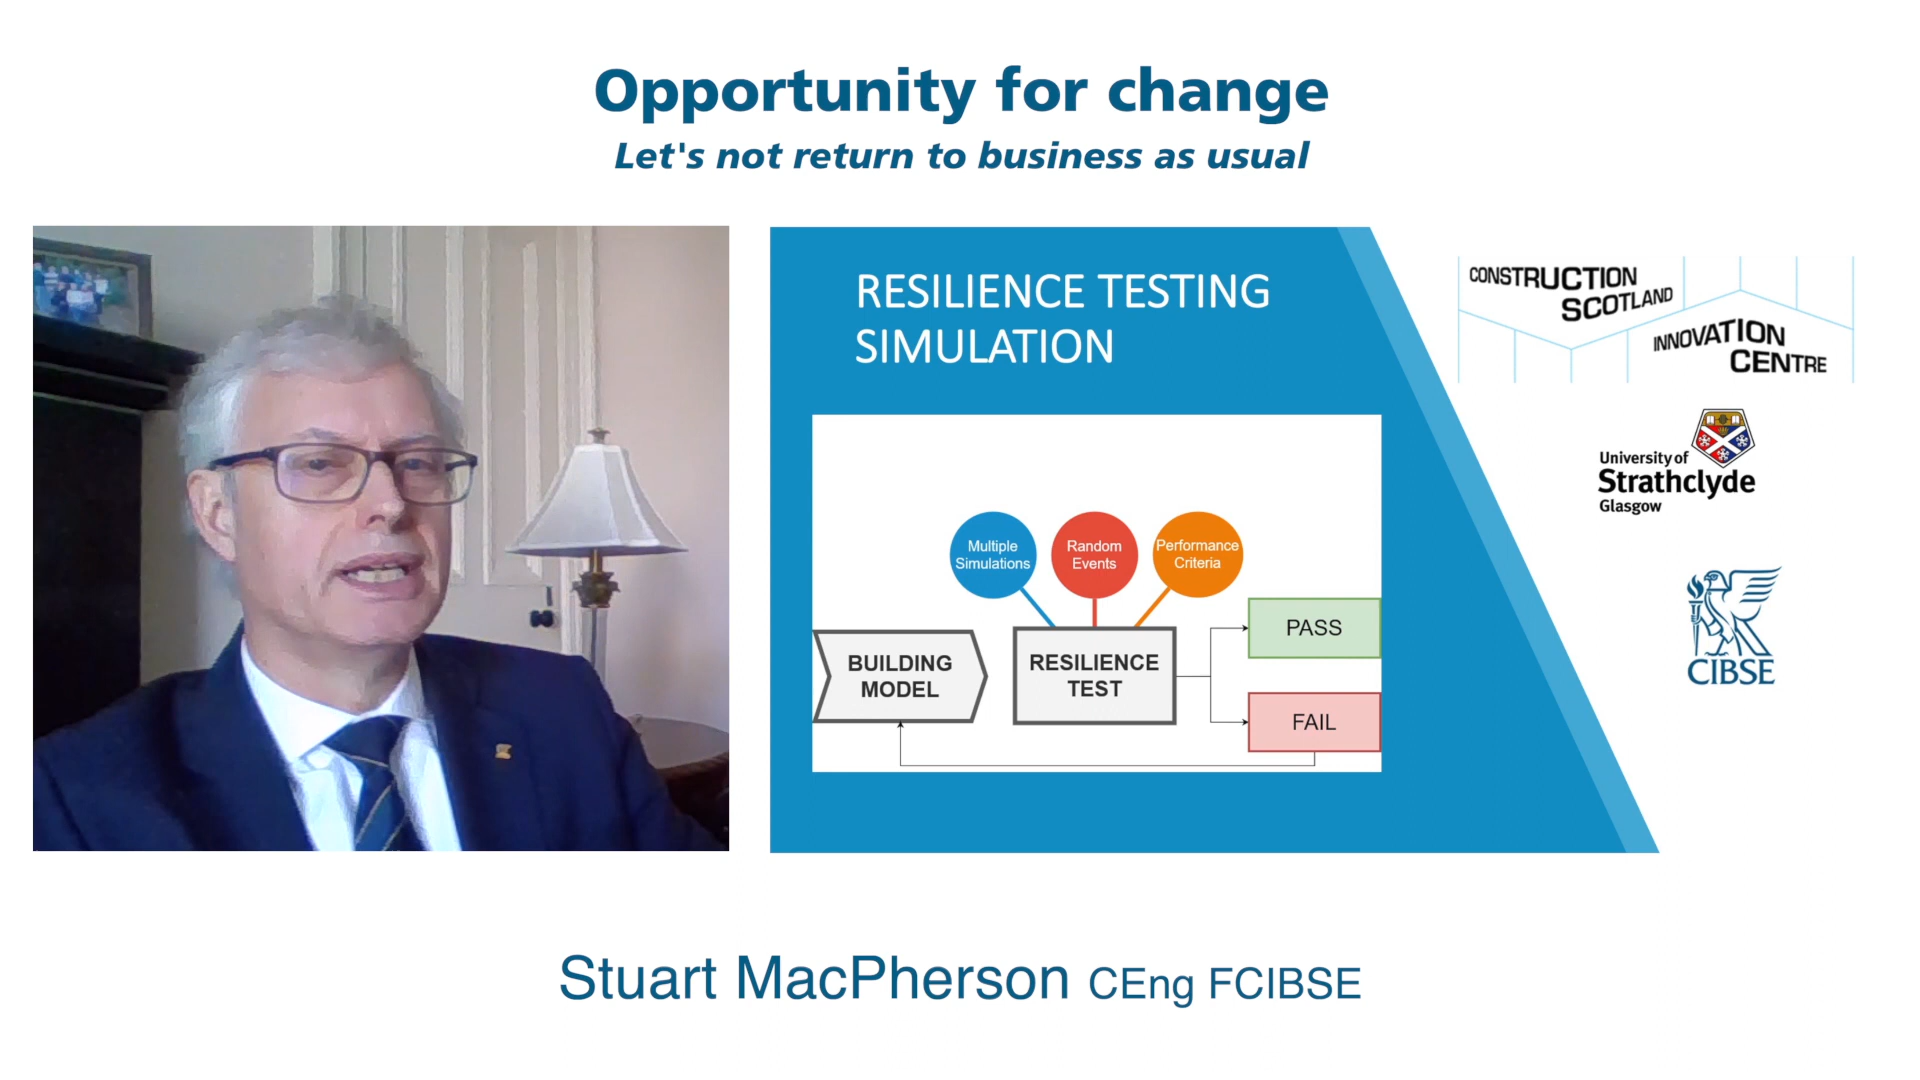 Opportunity for change
Let's not return to business as usual
RESILIENCE TESTING
SIMULATION
Multiple
Simulations
Random
Events
Performance
Criteria
BUILDING
MODEL
RESILIENCE
TEST
PASS
FAIL
CONSTRUCTION
SCOTLAND
INNOVATION
CENTRE
University of
Strathclyde
Glasgow
CIBSE
Stuart MacPherson CEng FCIBSE